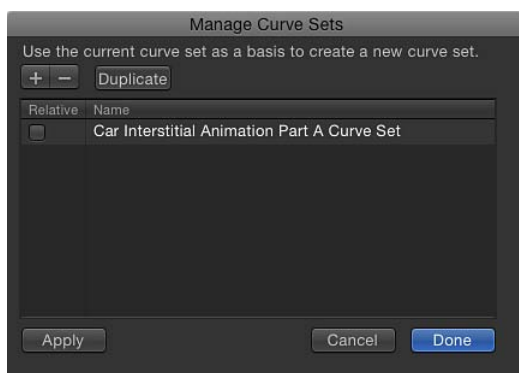 Manage Curve Sets
Use the current curve set as a basis to create a new curve set.
+ − Duplicate
Relative Name
Car Interstitial Animation Part A Curve Set
Apply Cancel Done